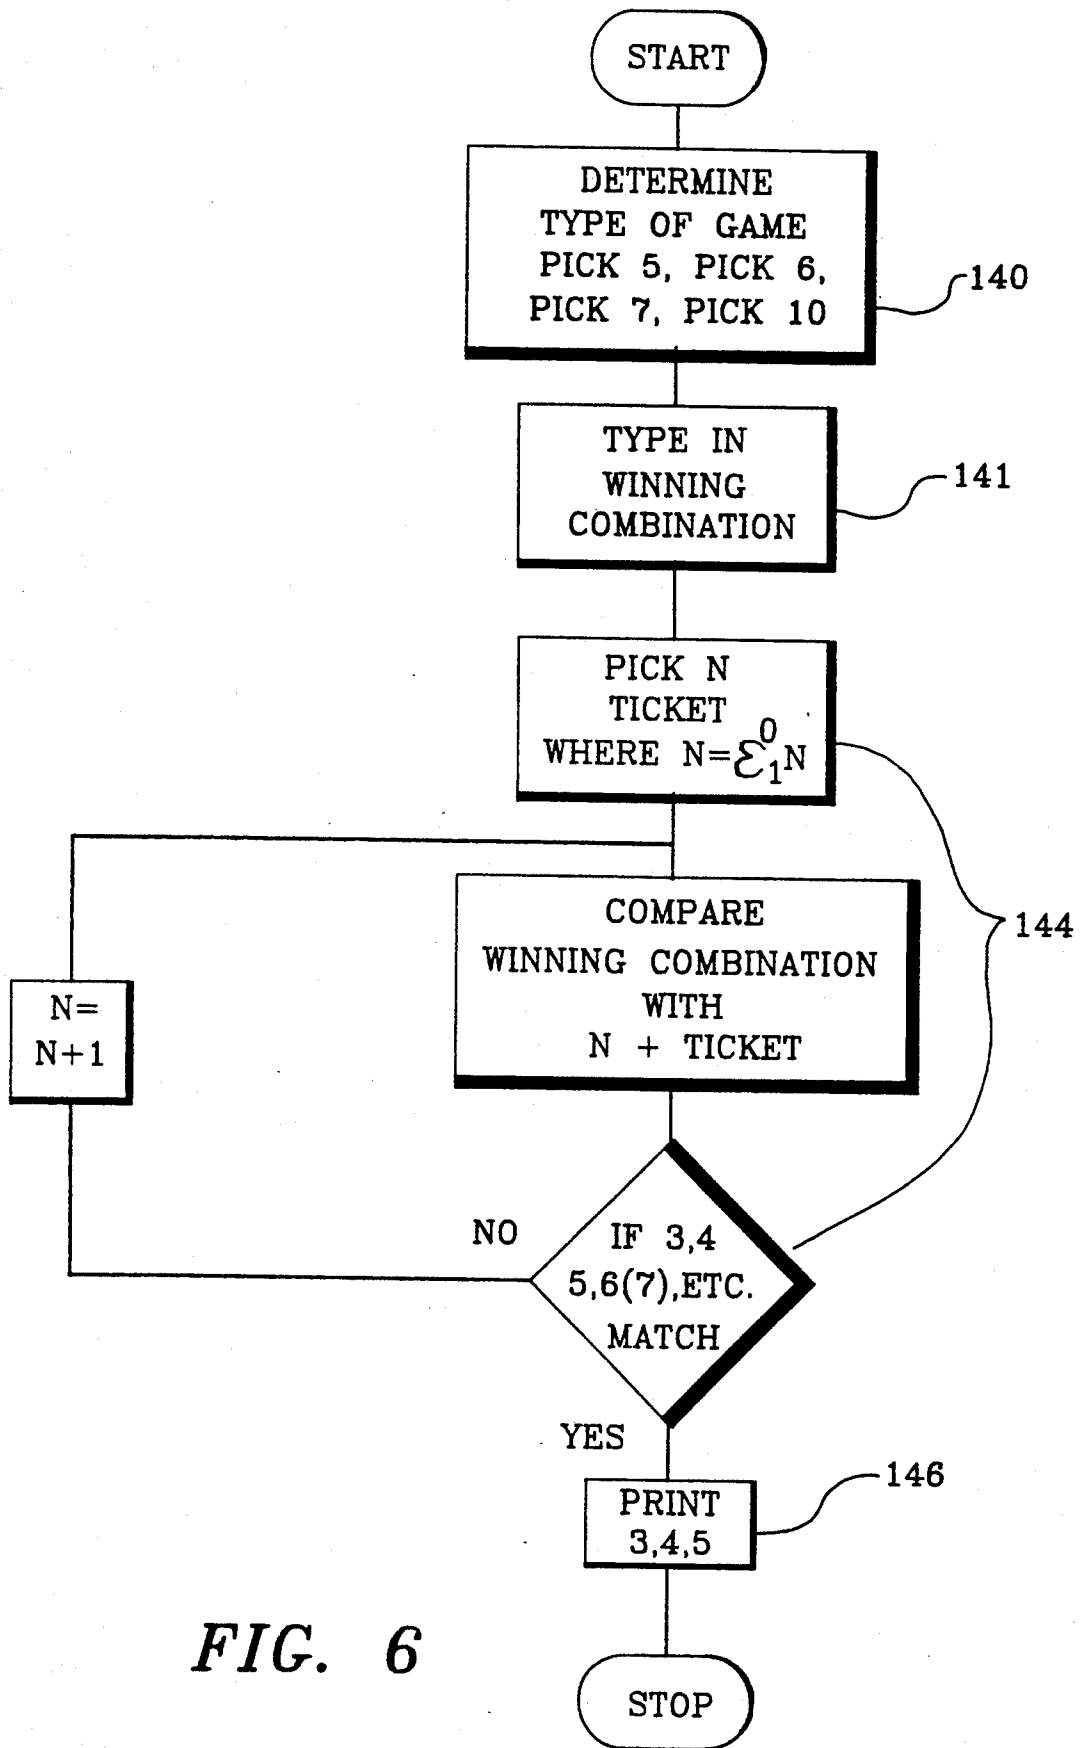 START
DETERMINE
TYPE OF GAME
PICK 5, PICK 6,
PICK 7, PICK 10
140
TYPE IN
WINNING
COMBINATION
141
PICK N
TICKET
WHERE N=Ɛ⁰₁N
144
COMPARE
WINNING COMBINATION
WITH
N + TICKET
N=
N+1
NO
IF 3,4
5,6(7),ETC.
MATCH
YES
PRINT
3,4,5
146
STOP
FIG. 6